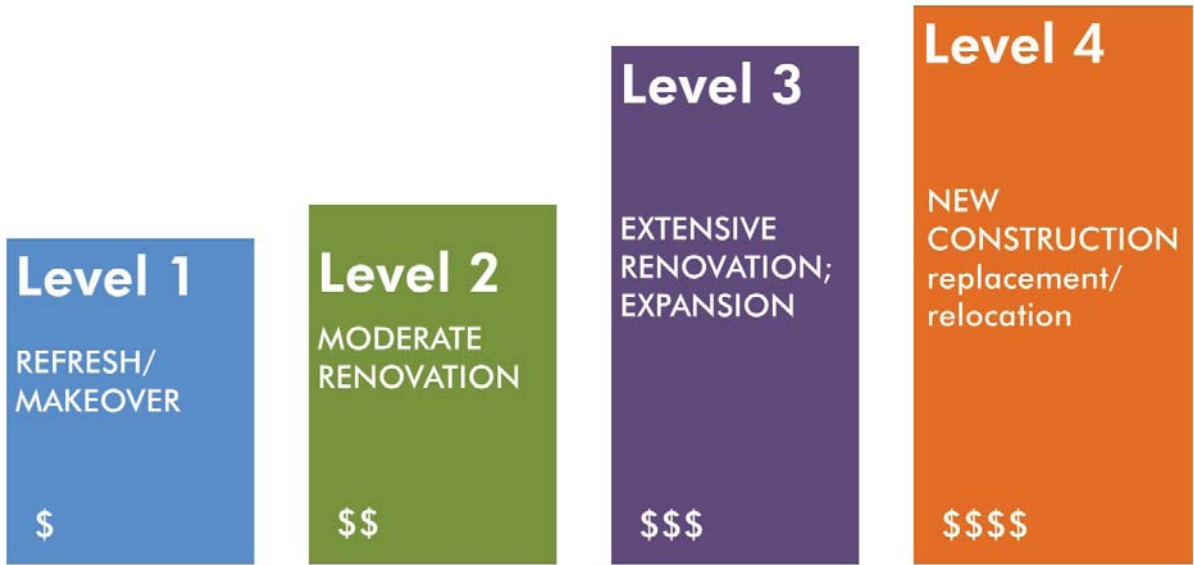 Level 1
REFRESH/
MAKEOVER
$
Level 2
MODERATE
RENOVATION
$$
Level 3
EXTENSIVE
RENOVATION;
EXPANSION
$$$
Level 4
NEW
CONSTRUCTION
replacement/
relocation
$$$$